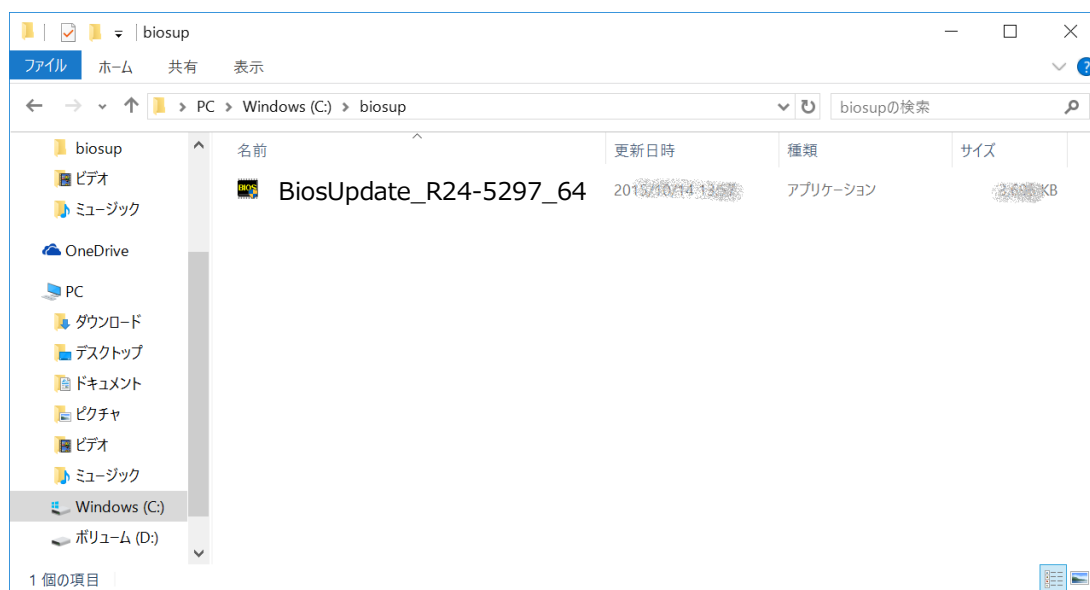 biosup
ファイル ホーム 共有 表示
PC Windows (C:) biosup biosupの検索
名前 更新日時 種類 サイズ
BIOS BiosUpdate_R24-5297_64 アプリケーション KB
biosup
ビデオ
ミュージック
OneDrive
PC
ダウンロード
デスクトップ
ドキュメント
ピクチャ
ビデオ
ミュージック
Windows (C:)
ボリューム (D:)
1 個の項目